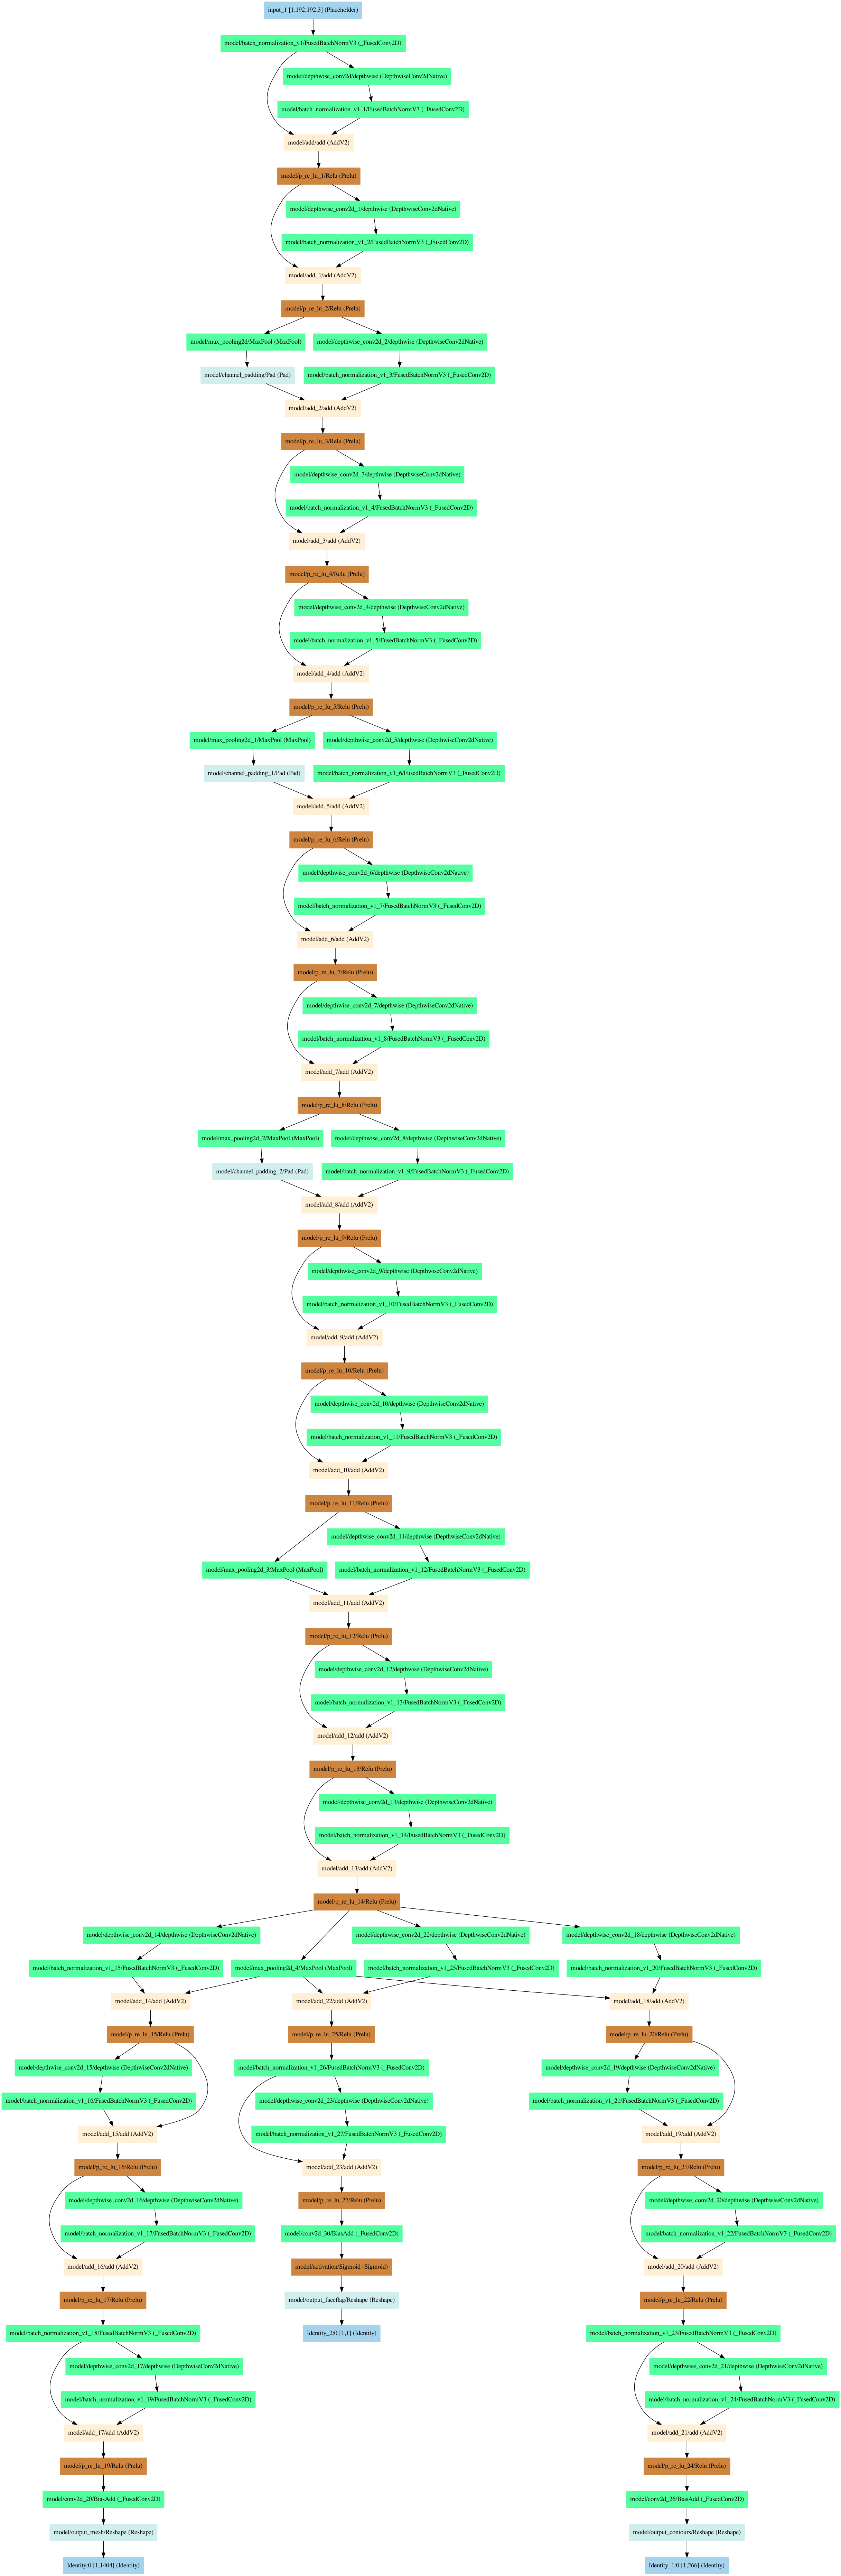 input_1 [1,192,192,3] (Placeholder)
model/batch_normalization_v1/FusedBatchNormV3 (_FusedConv2D)
model/depthwise_conv2d/depthwise (DepthwiseConv2dNative)
model/batch_normalization_v1_1/FusedBatchNormV3 (_FusedConv2D)
model/add/add (AddV2)
model/p_re_lu_1/Relu (Prelu)
model/depthwise_conv2d_1/depthwise (DepthwiseConv2dNative)
model/batch_normalization_v1_2/FusedBatchNormV3 (_FusedConv2D)
model/add_1/add (AddV2)
model/p_re_lu_2/Relu (Prelu)
model/max_pooling2d/MaxPool (MaxPool)
model/depthwise_conv2d_2/depthwise (DepthwiseConv2dNative)
model/channel_padding/Pad (Pad)
model/batch_normalization_v1_3/FusedBatchNormV3 (_FusedConv2D)
model/add_2/add (AddV2)
model/p_re_lu_3/Relu (Prelu)
model/depthwise_conv2d_3/depthwise (DepthwiseConv2dNative)
model/batch_normalization_v1_4/FusedBatchNormV3 (_FusedConv2D)
model/add_3/add (AddV2)
model/p_re_lu_4/Relu (Prelu)
model/depthwise_conv2d_4/depthwise (DepthwiseConv2dNative)
model/batch_normalization_v1_5/FusedBatchNormV3 (_FusedConv2D)
model/add_4/add (AddV2)
model/p_re_lu_5/Relu (Prelu)
model/max_pooling2d_1/MaxPool (MaxPool)
model/depthwise_conv2d_5/depthwise (DepthwiseConv2dNative)
model/channel_padding_1/Pad (Pad)
model/batch_normalization_v1_6/FusedBatchNormV3 (_FusedConv2D)
model/add_5/add (AddV2)
model/p_re_lu_6/Relu (Prelu)
model/depthwise_conv2d_6/depthwise (DepthwiseConv2dNative)
model/batch_normalization_v1_7/FusedBatchNormV3 (_FusedConv2D)
model/add_6/add (AddV2)
model/p_re_lu_7/Relu (Prelu)
model/depthwise_conv2d_7/depthwise (DepthwiseConv2dNative)
model/batch_normalization_v1_8/FusedBatchNormV3 (_FusedConv2D)
model/add_7/add (AddV2)
model/p_re_lu_8/Relu (Prelu)
model/max_pooling2d_2/MaxPool (MaxPool)
model/depthwise_conv2d_8/depthwise (DepthwiseConv2dNative)
model/channel_padding_2/Pad (Pad)
model/batch_normalization_v1_9/FusedBatchNormV3 (_FusedConv2D)
model/add_8/add (AddV2)
model/p_re_lu_9/Relu (Prelu)
model/depthwise_conv2d_9/depthwise (DepthwiseConv2dNative)
model/batch_normalization_v1_10/FusedBatchNormV3 (_FusedConv2D)
model/add_9/add (AddV2)
model/p_re_lu_10/Relu (Prelu)
model/depthwise_conv2d_10/depthwise (DepthwiseConv2dNative)
model/batch_normalization_v1_11/FusedBatchNormV3 (_FusedConv2D)
model/add_10/add (AddV2)
model/p_re_lu_11/Relu (Prelu)
model/depthwise_conv2d_11/depthwise (DepthwiseConv2dNative)
model/max_pooling2d_3/MaxPool (MaxPool)
model/batch_normalization_v1_12/FusedBatchNormV3 (_FusedConv2D)
model/add_11/add (AddV2)
model/p_re_lu_12/Relu (Prelu)
model/depthwise_conv2d_12/depthwise (DepthwiseConv2dNative)
model/batch_normalization_v1_13/FusedBatchNormV3 (_FusedConv2D)
model/add_12/add (AddV2)
model/p_re_lu_13/Relu (Prelu)
model/depthwise_conv2d_13/depthwise (DepthwiseConv2dNative)
model/batch_normalization_v1_14/FusedBatchNormV3 (_FusedConv2D)
model/add_13/add (AddV2)
model/p_re_lu_14/Relu (Prelu)
model/depthwise_conv2d_14/depthwise (DepthwiseConv2dNative)
model/depthwise_conv2d_22/depthwise (DepthwiseConv2dNative)
model/depthwise_conv2d_18/depthwise (DepthwiseConv2dNative)
model/batch_normalization_v1_15/FusedBatchNormV3 (_FusedConv2D)
model/max_pooling2d_4/MaxPool (MaxPool)
model/batch_normalization_v1_25/FusedBatchNormV3 (_FusedConv2D)
model/batch_normalization_v1_20/FusedBatchNormV3 (_FusedConv2D)
model/add_14/add (AddV2)
model/add_22/add (AddV2)
model/add_18/add (AddV2)
model/p_re_lu_15/Relu (Prelu)
model/p_re_lu_25/Relu (Prelu)
model/p_re_lu_20/Relu (Prelu)
model/depthwise_conv2d_15/depthwise (DepthwiseConv2dNative)
model/batch_normalization_v1_26/FusedBatchNormV3 (_FusedConv2D)
model/depthwise_conv2d_19/depthwise (DepthwiseConv2dNative)
model/batch_normalization_v1_16/FusedBatchNormV3 (_FusedConv2D)
model/depthwise_conv2d_23/depthwise (DepthwiseConv2dNative)
model/batch_normalization_v1_21/FusedBatchNormV3 (_FusedConv2D)
model/add_15/add (AddV2)
model/batch_normalization_v1_27/FusedBatchNormV3 (_FusedConv2D)
model/add_19/add (AddV2)
model/p_re_lu_16/Relu (Prelu)
model/add_23/add (AddV2)
model/p_re_lu_21/Relu (Prelu)
model/depthwise_conv2d_16/depthwise (DepthwiseConv2dNative)
model/p_re_lu_27/Relu (Prelu)
model/depthwise_conv2d_20/depthwise (DepthwiseConv2dNative)
model/batch_normalization_v1_17/FusedBatchNormV3 (_FusedConv2D)
model/conv2d_30/BiasAdd (_FusedConv2D)
model/batch_normalization_v1_22/FusedBatchNormV3 (_FusedConv2D)
model/add_16/add (AddV2)
model/activation/Sigmoid (Sigmoid)
model/add_20/add (AddV2)
model/p_re_lu_17/Relu (Prelu)
model/output_faceflag/Reshape (Reshape)
model/p_re_lu_22/Relu (Prelu)
model/batch_normalization_v1_18/FusedBatchNormV3 (_FusedConv2D)
Identity_2:0 [1,1] (Identity)
model/batch_normalization_v1_23/FusedBatchNormV3 (_FusedConv2D)
model/depthwise_conv2d_17/depthwise (DepthwiseConv2dNative)
model/depthwise_conv2d_21/depthwise (DepthwiseConv2dNative)
model/batch_normalization_v1_19/FusedBatchNormV3 (_FusedConv2D)
model/batch_normalization_v1_24/FusedBatchNormV3 (_FusedConv2D)
model/add_17/add (AddV2)
model/add_21/add (AddV2)
model/p_re_lu_19/Relu (Prelu)
model/p_re_lu_24/Relu (Prelu)
model/conv2d_20/BiasAdd (_FusedConv2D)
model/conv2d_26/BiasAdd (_FusedConv2D)
model/output_mesh/Reshape (Reshape)
model/output_contours/Reshape (Reshape)
Identity:0 [1,1404] (Identity)
Identity_1:0 [1,266] (Identity)